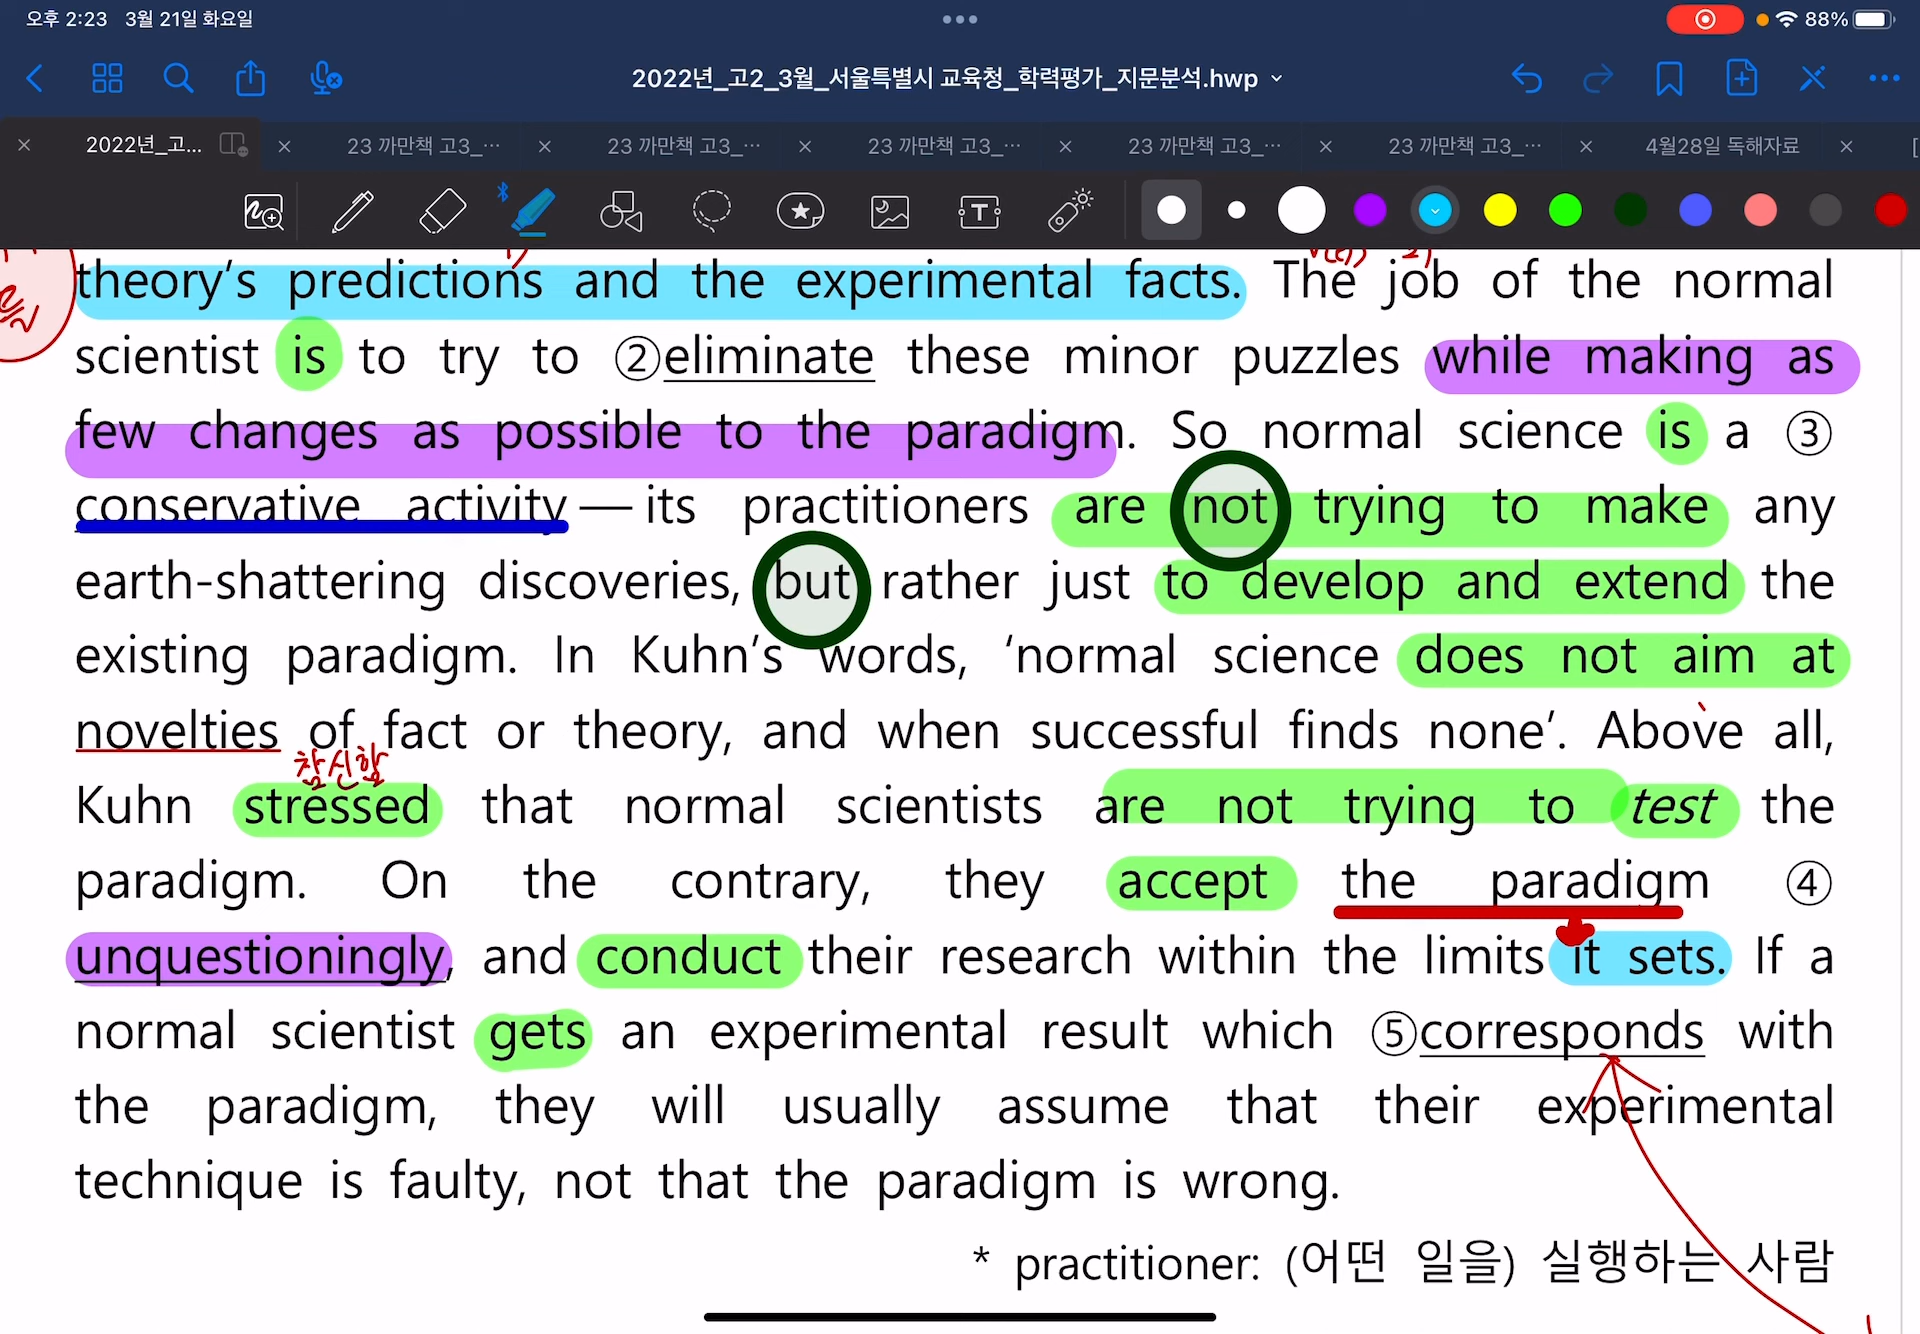 오후 2:23 3월 21일 화요일
88%
2022년_고2_3월_서울특별시 교육청_학력평가_지문분석.hwp
2022년_고... 23 까만책 고3_... 23 까만책 고3_... 23 까만책 고3_... 23 까만책 고3_... 23 까만책 고3_... 4월28일 독해자료
theory's predictions and the experimental facts. The job of the normal
scientist is to try to ②eliminate these minor puzzles while making as
few changes as possible to the paradigm. So normal science is a ③
conservative activity — its practitioners are not trying to make any
earth-shattering discoveries, but rather just to develop and extend the
existing paradigm. In Kuhn's words, 'normal science does not aim at
novelties of fact or theory, and when successful finds none'. Above all,
참신함
Kuhn stressed that normal scientists are not trying to test the
paradigm. On the contrary, they accept the paradigm ④
unquestioningly, and conduct their research within the limits it sets. If a
normal scientist gets an experimental result which ⑤corresponds with
the paradigm, they will usually assume that their experimental
technique is faulty, not that the paradigm is wrong.
* practitioner: (어떤 일을) 실행하는 사람